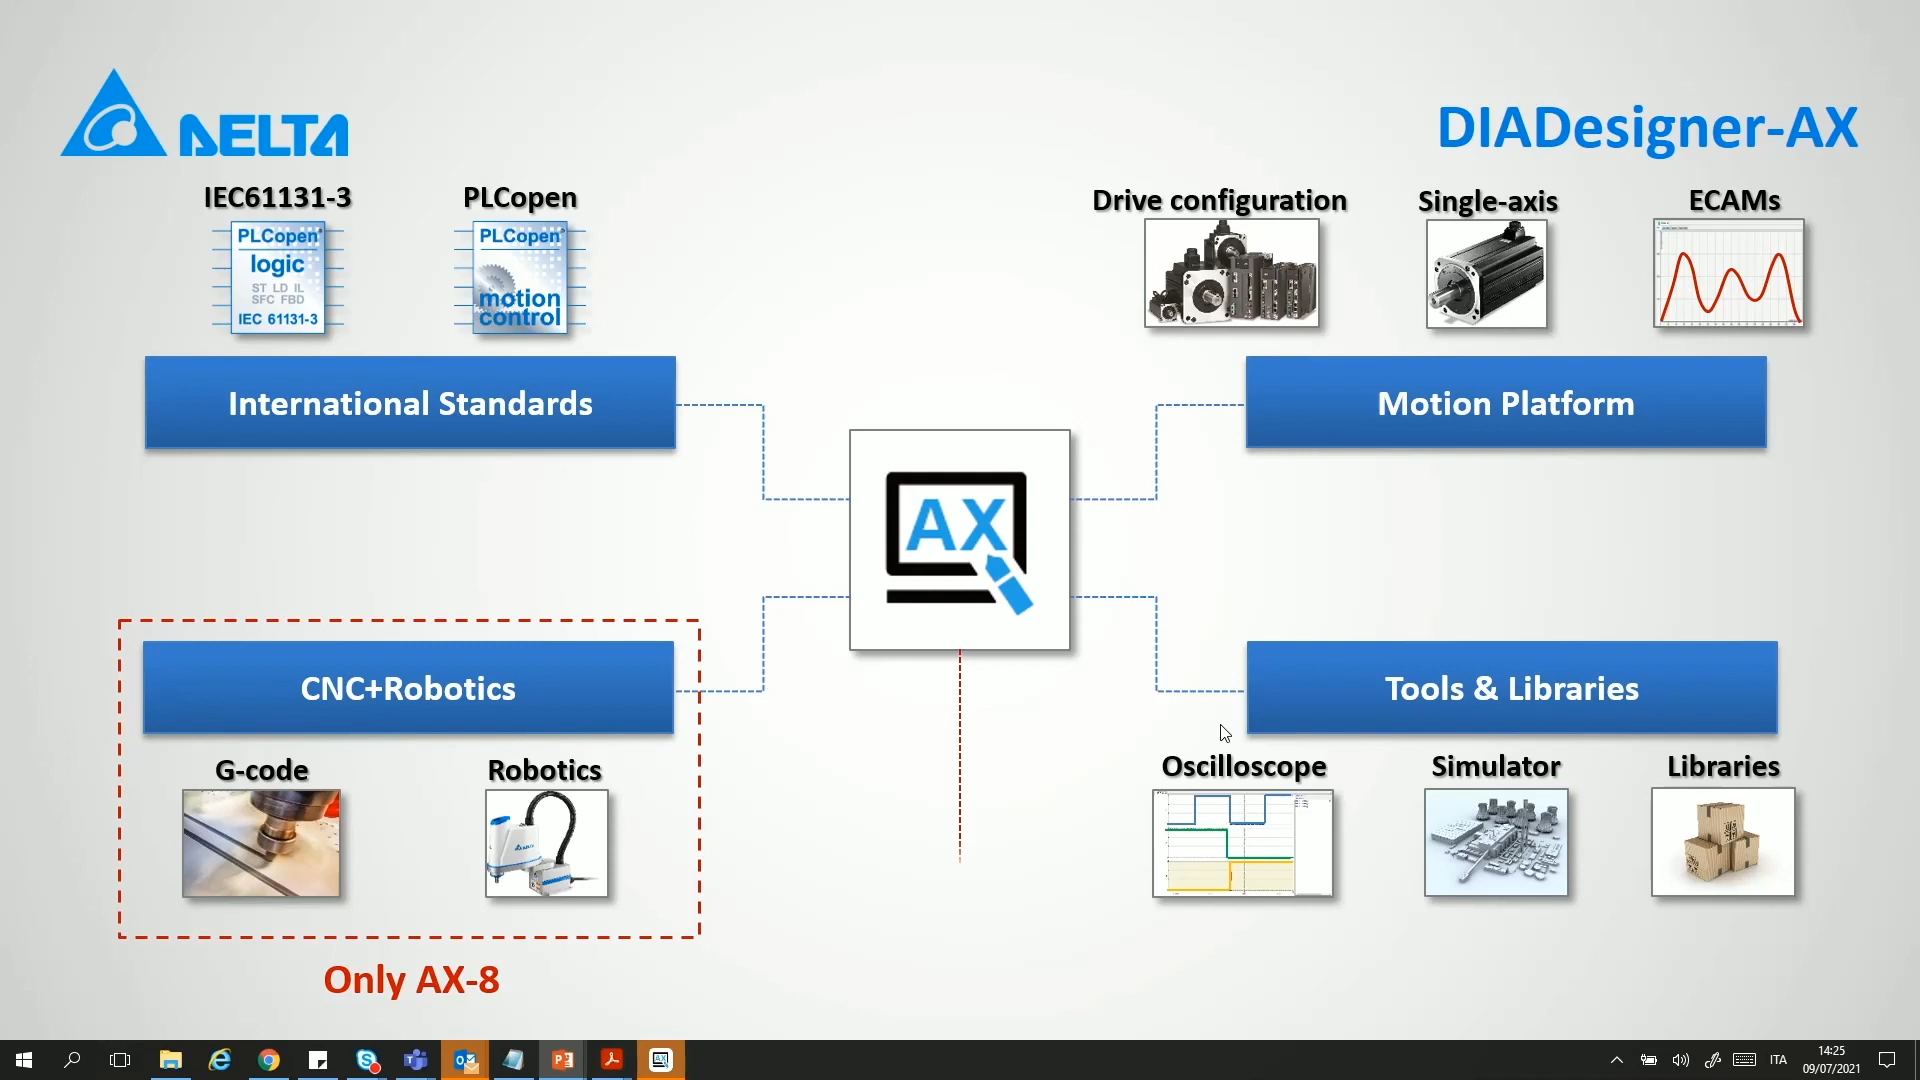 DELTA
DIADesigner-AX
IEC61131-3
PLCopen
PLCopen®
logic
ST LD IL
SFC FBD
IEC 61131-3
PLCopen®
motion
control
Drive configuration
Single-axis
ECAMs
International Standards
Motion Platform
AX
CNC+Robotics
Tools & Libraries
G-code
Robotics
DELTA
Oscilloscope
Simulator
Libraries
Only AX-8
AX
ITA
14:25
09/07/2021